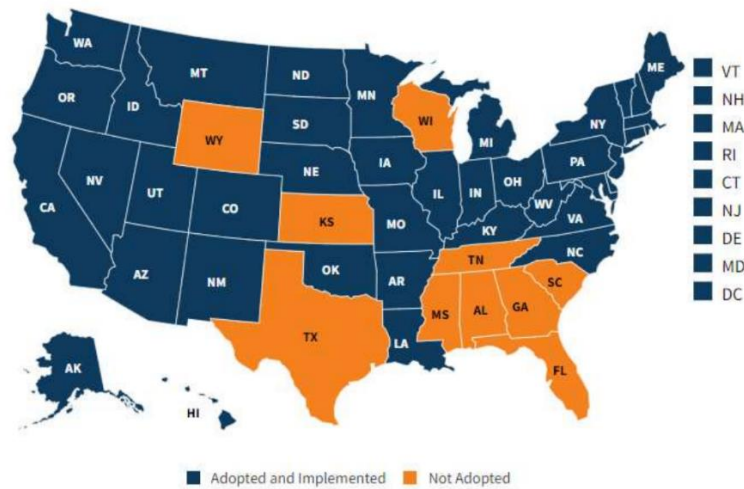 WA
MT
ND
MN
ME
VT
OR
ID
WY
SD
WI
MI
NY
NH
MA
RI
CT
NJ
DE
MD
DC
NV
UT
CO
NE
IA
IL
IN
OH
PA
CA
KS
MO
KY
WV
VA
AZ
NM
OK
AR
TN
NC
SC
TX
LA
MS
AL
GA
FL
AK
HI
Adopted and Implemented
Not Adopted